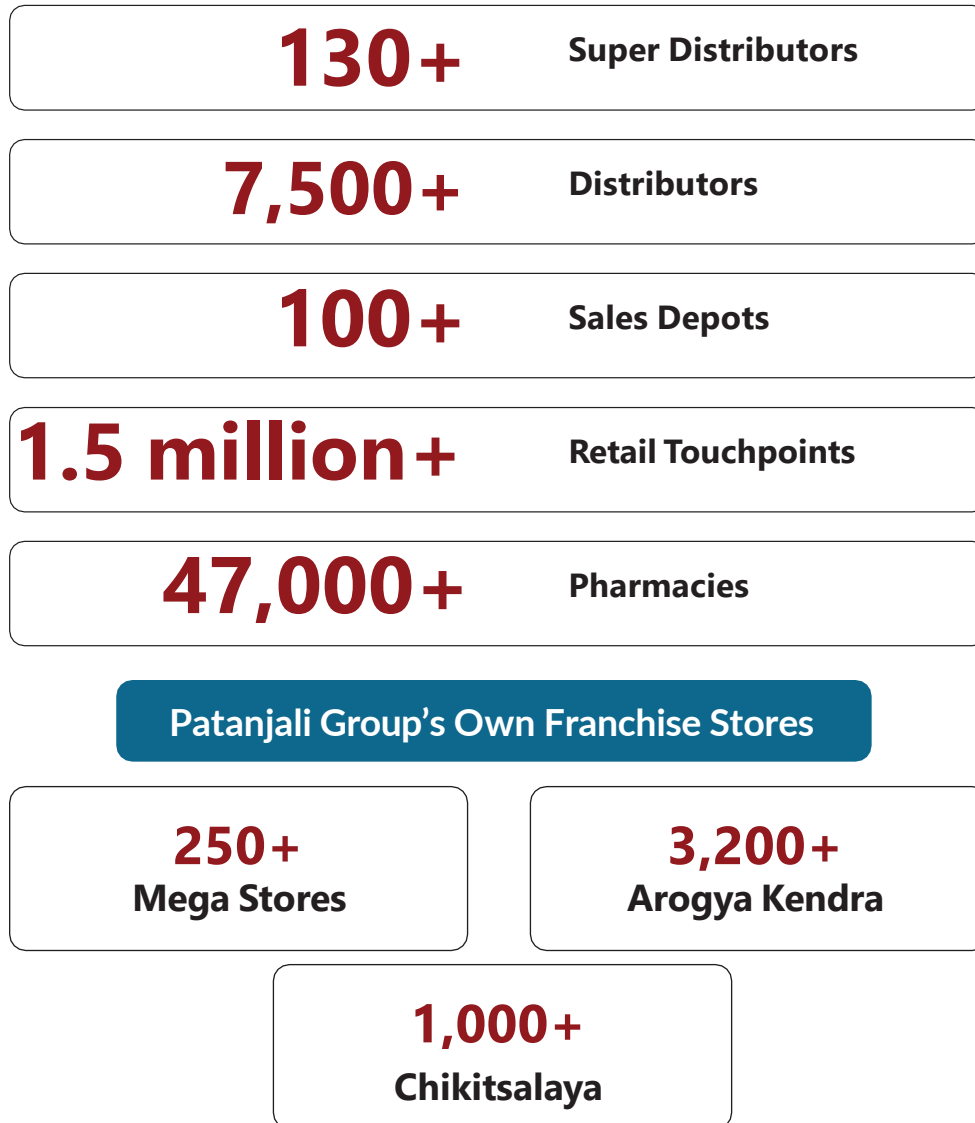 130+ Super Distributors
7,500+ Distributors
100+ Sales Depots
1.5 million+ Retail Touchpoints
47,000+ Pharmacies
Patanjali Group’s Own Franchise Stores
250+
Mega Stores
3,200+
Arogya Kendra
1,000+
Chikitsalaya